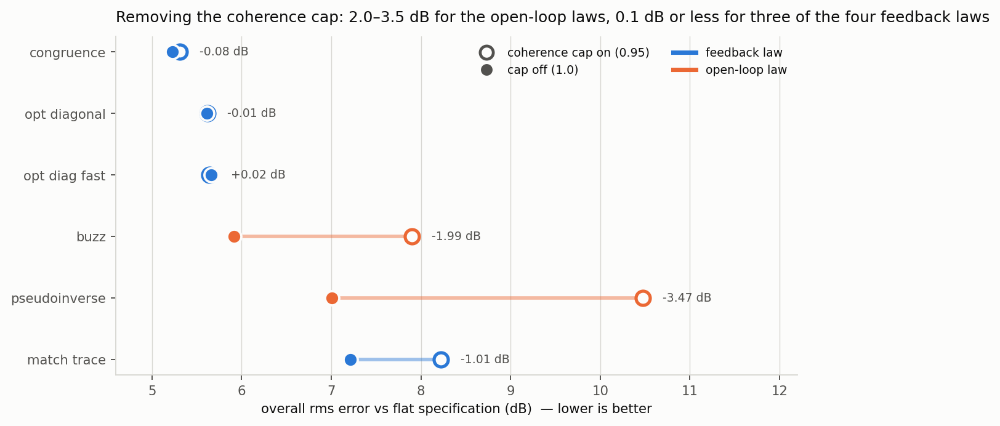 Removing the coherence cap: 2.0–3.5 dB for the open-loop laws, 0.1 dB or less for three of the four feedback laws
coherence cap on (0.95)
cap off (1.0)
feedback law
open-loop law
congruence
-0.08 dB
opt diagonal
-0.01 dB
opt diag fast
+0.02 dB
buzz
-1.99 dB
pseudoinverse
-3.47 dB
match trace
-1.01 dB
5 6 7 8 9 10 11 12
overall rms error vs flat specification (dB) — lower is better